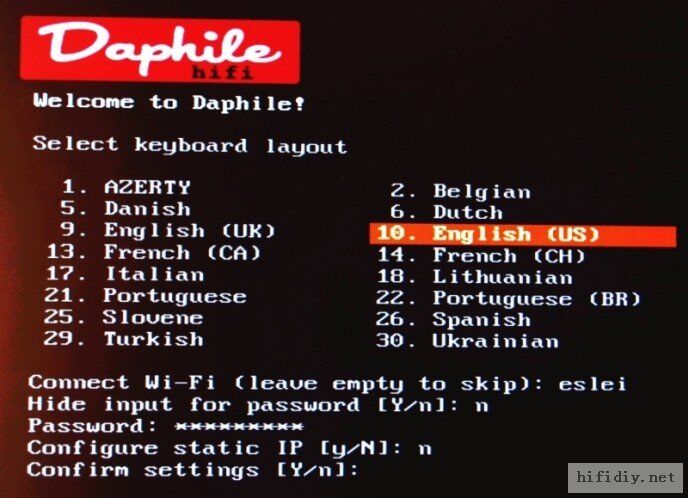 Daphile
hifi
Welcome to Daphile!
Select keyboard layout
1. AZERTY 2. Belgian
5. Danish 6. Dutch
9. English (UK) 10. English (US)
13. French (CA) 14. French (CH)
17. Italian 18. Lithuanian
21. Portuguese 22. Portuguese (BR)
25. Slovene 26. Spanish
29. Turkish 30. Ukrainian
Connect Wi-Fi (leave empty to skip): eslei
Hide input for password [Y/n]: n
Password: *********
Configure static IP [y/N]: n
Confirm settings [Y/n]:
hifidiy.net